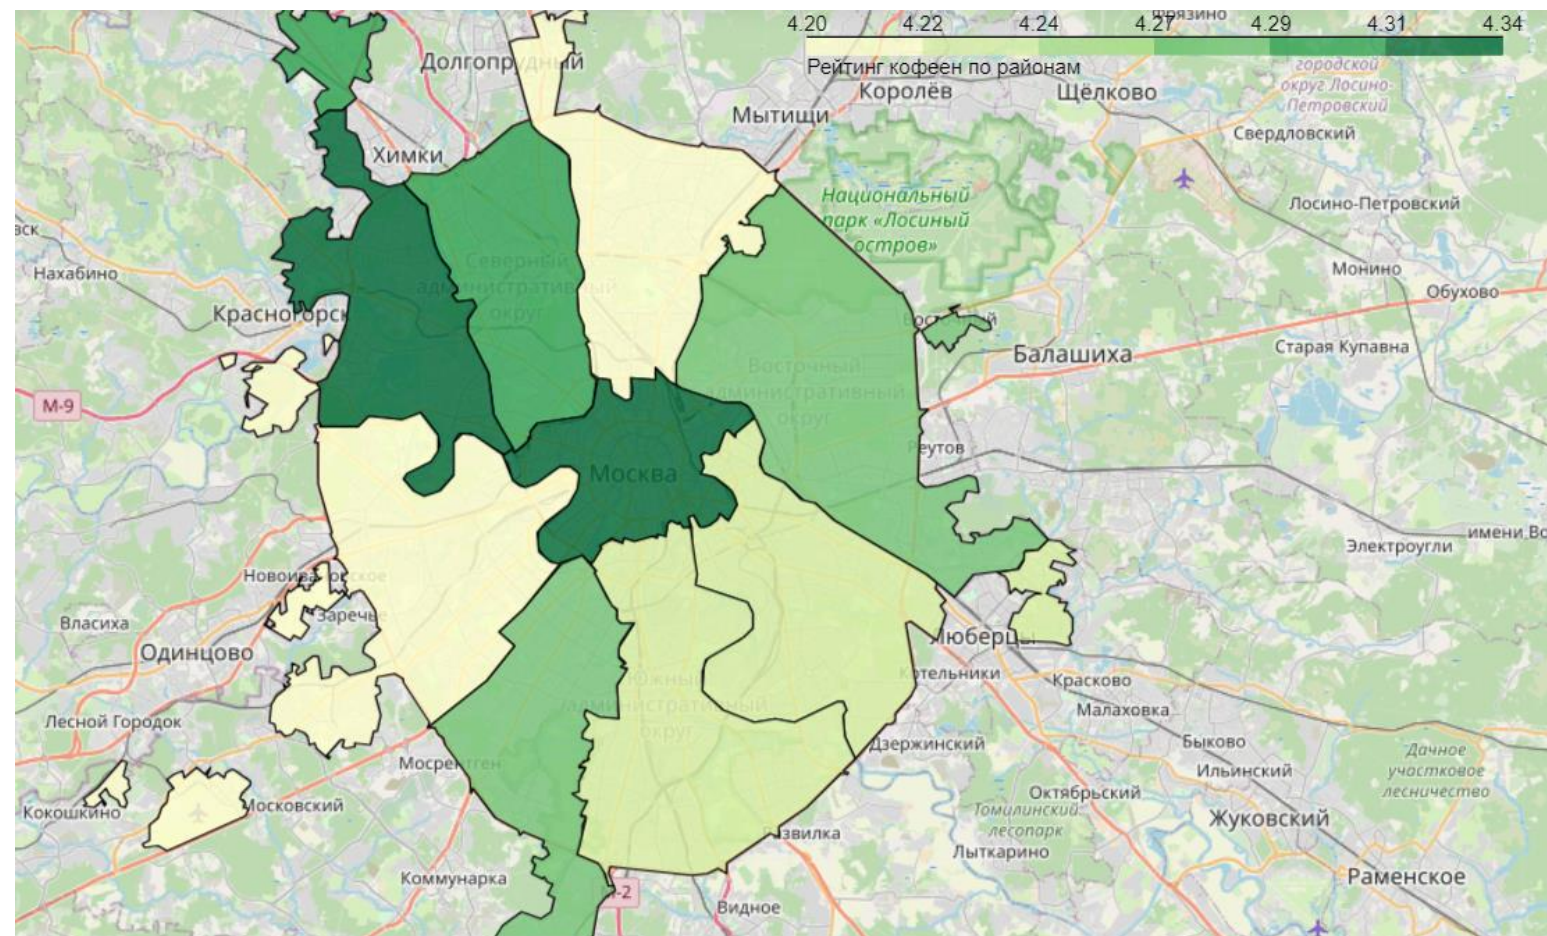 4.20 4.22 4.24 4.27 4.29 4.31 4.34
Рейтинг кофеен по районам
Долгопрудный
городской
округ Лосино-
Петровский
Королёв
Щёлково
Мытищи
Свердловский
Химки
Национальный
парк «Лосиный
остров»
Лосино-Петровский
Северный
административный
округ
Нахабино
Монино
Обухово
Красногорск
Восточный
Балашиха
Старая Купавна
Восточный
административный
округ
М-9
Реутов
Москва
имени Во
Электроугли
Заречье
Власиха
Люберцы
Одинцово
Котельники
Красково
Южный
административный
округ
Малаховка
Лесной Городок
Дзержинский
Быково
Дачное
участковое
лесничество
Мосрентген
Ильинский
Октябрьский
Кокошкино
Московский
Томилинский
лесопарк
Жуковский
Развилка
Лыткарино
Коммунарка
Раменское
Видное